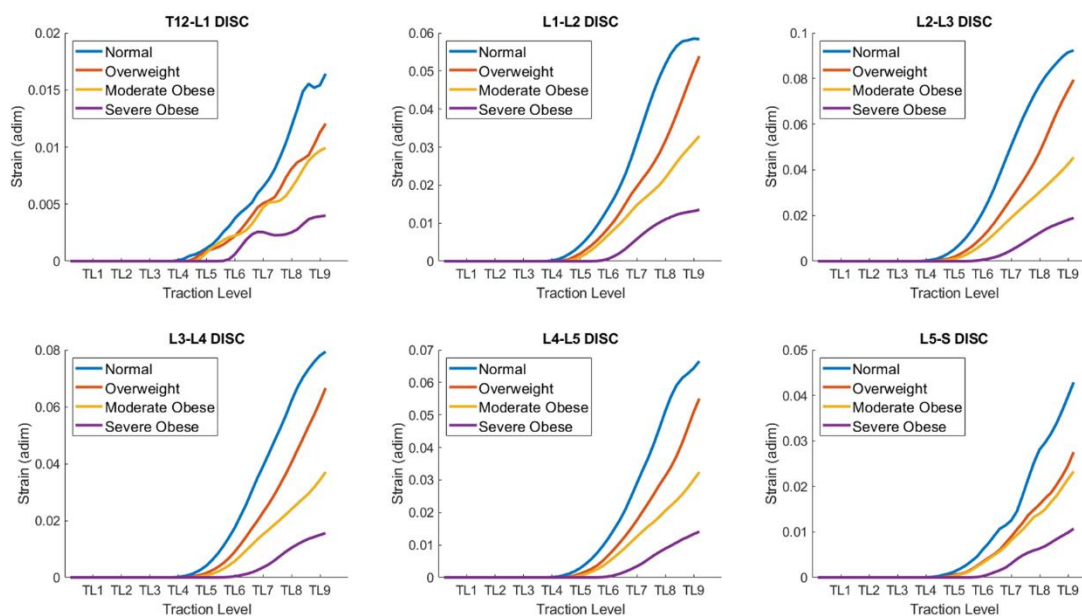 T12-L1 DISC
0.02
0.015
0.01
0.005
0
Strain (adim)
Normal
Overweight
Moderate Obese
Severe Obese
TL1 TL2 TL3 TL4 TL5 TL6 TL7 TL8 TL9
Traction Level
L1-L2 DISC
0.06
0.05
0.04
0.03
0.02
0.01
0
Strain (adim)
Normal
Overweight
Moderate Obese
Severe Obese
TL1 TL2 TL3 TL4 TL5 TL6 TL7 TL8 TL9
Traction Level
L2-L3 DISC
0.1
0.08
0.06
0.04
0.02
0
Strain (adim)
Normal
Overweight
Moderate Obese
Severe Obese
TL1 TL2 TL3 TL4 TL5 TL6 TL7 TL8 TL9
Traction Level
L3-L4 DISC
0.08
0.06
0.04
0.02
0
Strain (adim)
Normal
Overweight
Moderate Obese
Severe Obese
TL1 TL2 TL3 TL4 TL5 TL6 TL7 TL8 TL9
Traction Level
L4-L5 DISC
0.07
0.06
0.05
0.04
0.03
0.02
0.01
0
Strain (adim)
Normal
Overweight
Moderate Obese
Severe Obese
TL1 TL2 TL3 TL4 TL5 TL6 TL7 TL8 TL9
Traction Level
L5-S DISC
0.05
0.04
0.03
0.02
0.01
0
Strain (adim)
Normal
Overweight
Moderate Obese
Severe Obese
TL1 TL2 TL3 TL4 TL5 TL6 TL7 TL8 TL9
Traction Level